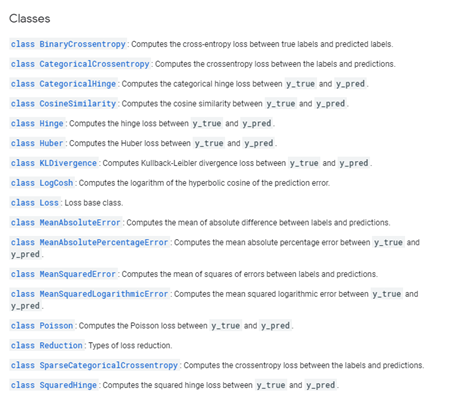 Classes
class BinaryCrossentropy: Computes the cross-entropy loss between true labels and predicted labels.
class CategoricalCrossentropy: Computes the crossentropy loss between the labels and predictions.
class CategoricalHinge: Computes the categorical hinge loss between y_true and y_pred.
class CosineSimilarity: Computes the cosine similarity between y_true and y_pred.
class Hinge: Computes the hinge loss between y_true and y_pred.
class Huber: Computes the Huber loss between y_true and y_pred.
class KLDivergence: Computes Kullback-Leibler divergence loss between y_true and y_pred.
class LogCosh: Computes the logarithm of the hyperbolic cosine of the prediction error.
class Loss: Loss base class.
class MeanAbsoluteError: Computes the mean of absolute difference between labels and predictions.
class MeanAbsolutePercentageError: Computes the mean absolute percentage error between y_true and
y_pred.
class MeanSquaredError: Computes the mean of squares of errors between labels and predictions.
class MeanSquaredLogarithmicError: Computes the mean squared logarithmic error between y_true and
y_pred.
class Poisson: Computes the Poisson loss between y_true and y_pred.
class Reduction: Types of loss reduction.
class SparseCategoricalCrossentropy: Computes the crossentropy loss between the labels and predictions.
class SquaredHinge: Computes the squared hinge loss between y_true and y_pred.